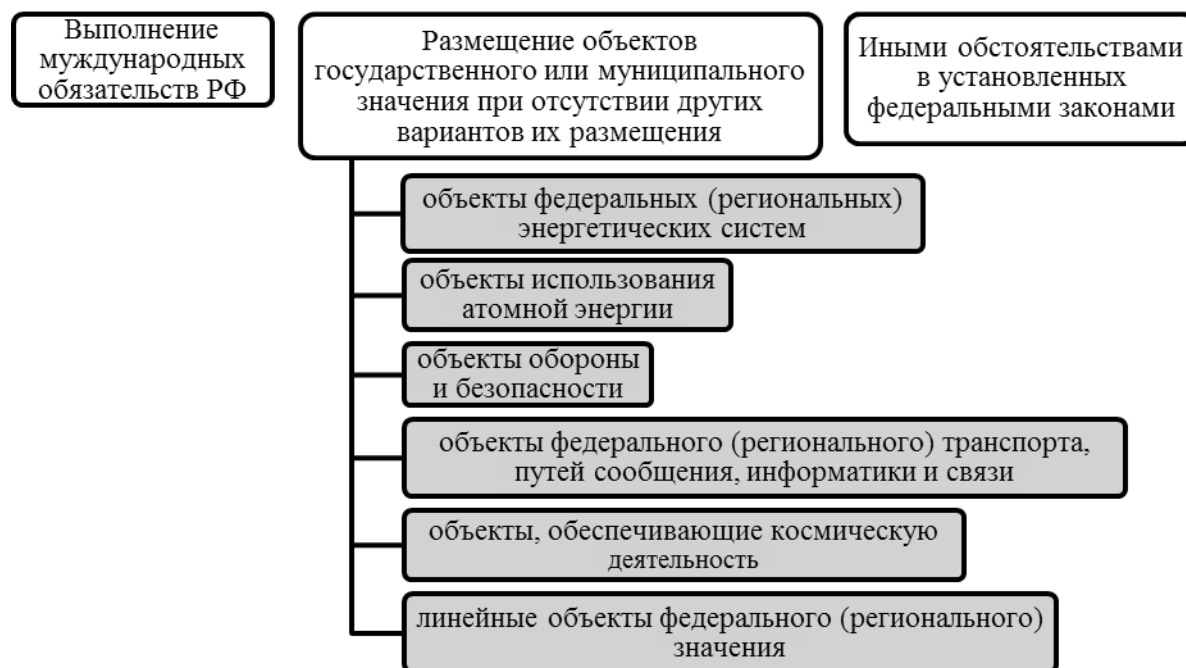 Выполнение
муждународных
обязательств РФ
Размещение объектов
государственного или муниципального
значения при отсутствии других
вариантов их размещения
Иными обстоятельствами
в установленных
федеральными законами
объекты федеральных (региональных)
энергетических систем
объекты использования
атомной энергии
объекты обороны
и безопасности
объекты федерального (регионального) транспорта,
путей сообщения, информатики и связи
объекты, обеспечивающие космическую
деятельность
линейные объекты федерального (регионального)
значения